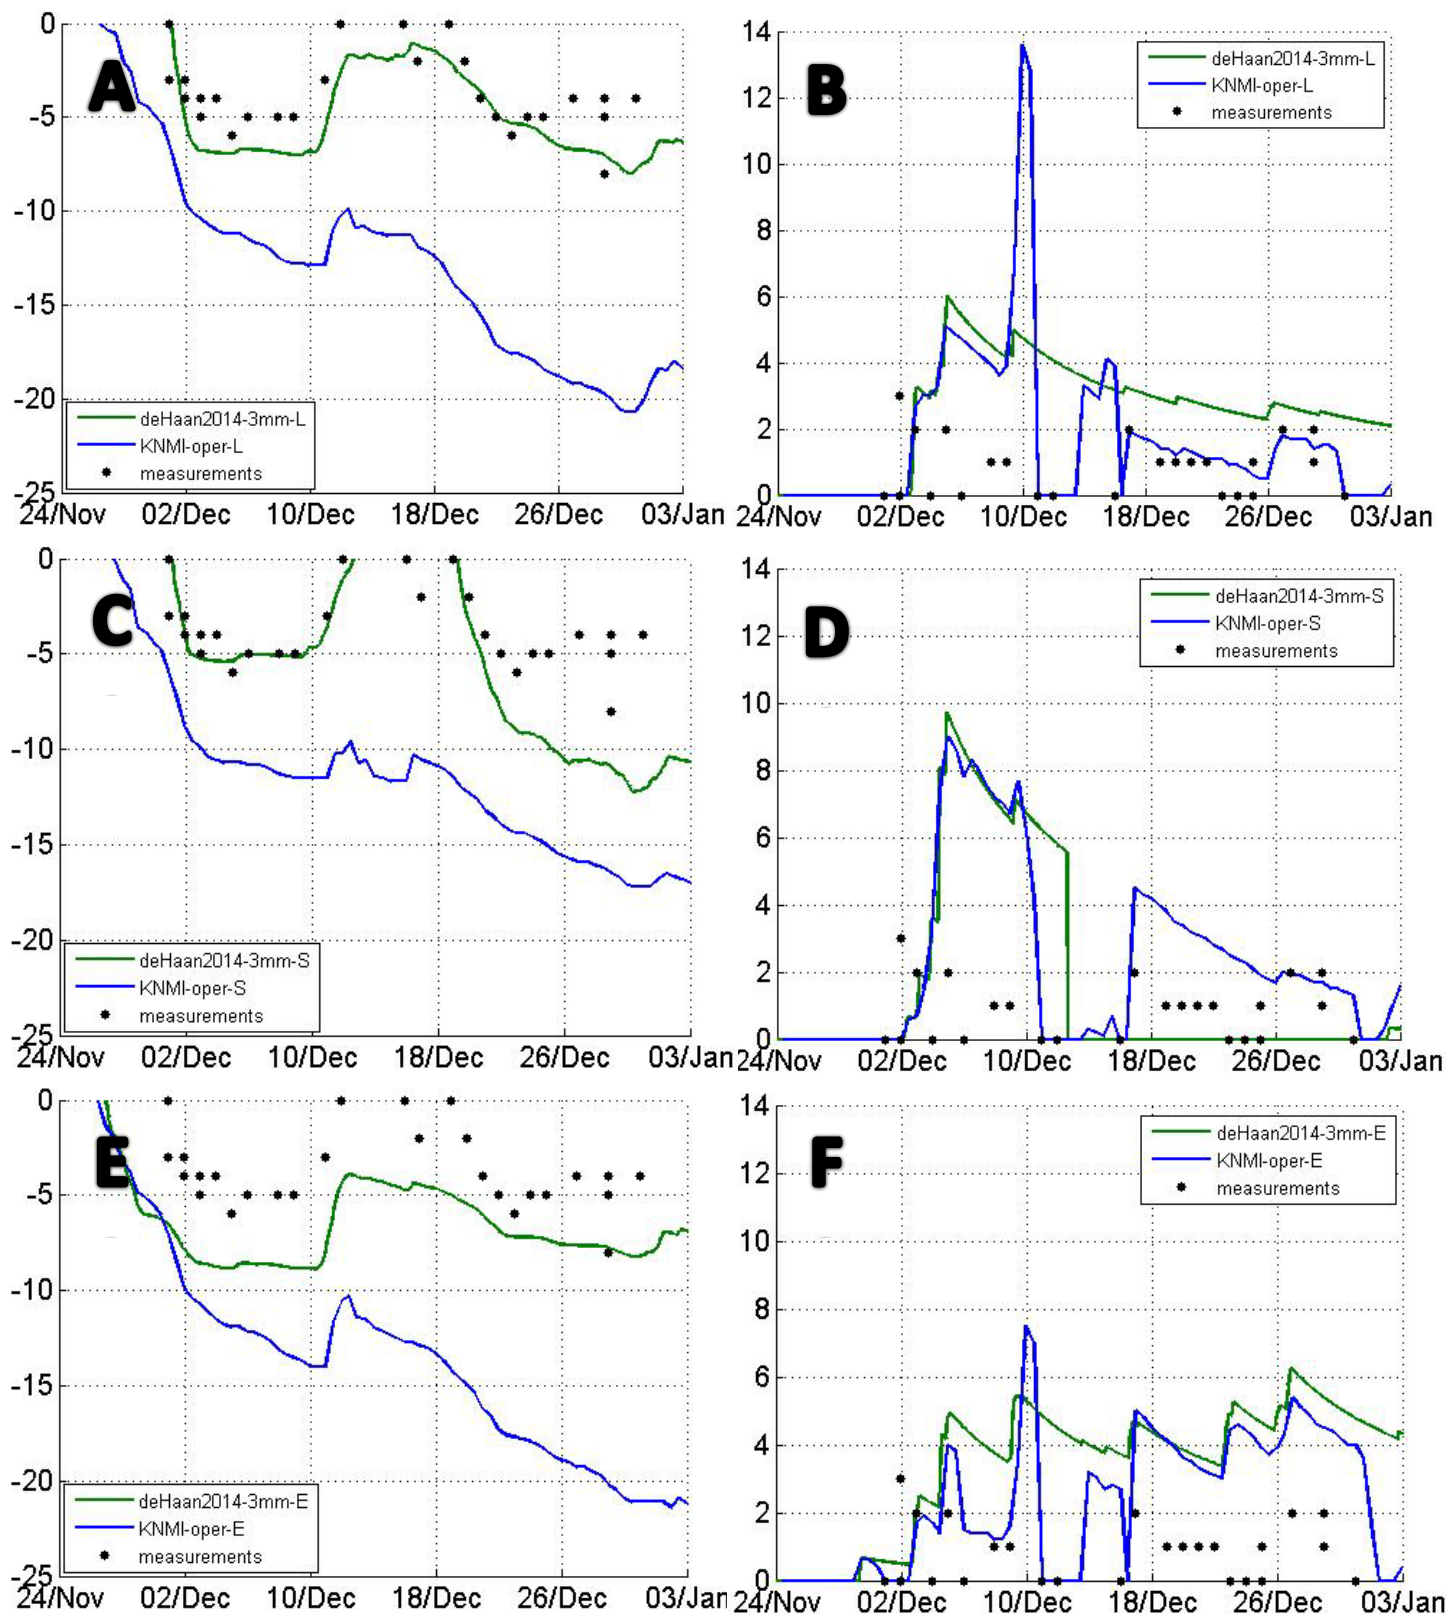 A
0
-5
-10
-15
-20
-25
deHaan2014-3mm-L
KNMI-oper-L
measurements
24/Nov 02/Dec 10/Dec 18/Dec 26/Dec 03/Jan
B
14
12
10
8
6
4
2
0
deHaan2014-3mm-L
KNMI-oper-L
measurements
24/Nov 02/Dec 10/Dec 18/Dec 26/Dec 03/Jan
C
0
-5
-10
-15
-20
-25
deHaan2014-3mm-S
KNMI-oper-S
measurements
24/Nov 02/Dec 10/Dec 18/Dec 26/Dec 03/Jan
D
14
12
10
8
6
4
2
0
deHaan2014-3mm-S
KNMI-oper-S
measurements
24/Nov 02/Dec 10/Dec 18/Dec 26/Dec 03/Jan
E
0
-5
-10
-15
-20
-25
deHaan2014-3mm-E
KNMI-oper-E
measurements
24/Nov 02/Dec 10/Dec 18/Dec 26/Dec 03/Jan
F
14
12
10
8
6
4
2
0
deHaan2014-3mm-E
KNMI-oper-E
measurements
24/Nov 02/Dec 10/Dec 18/Dec 26/Dec 03/Jan